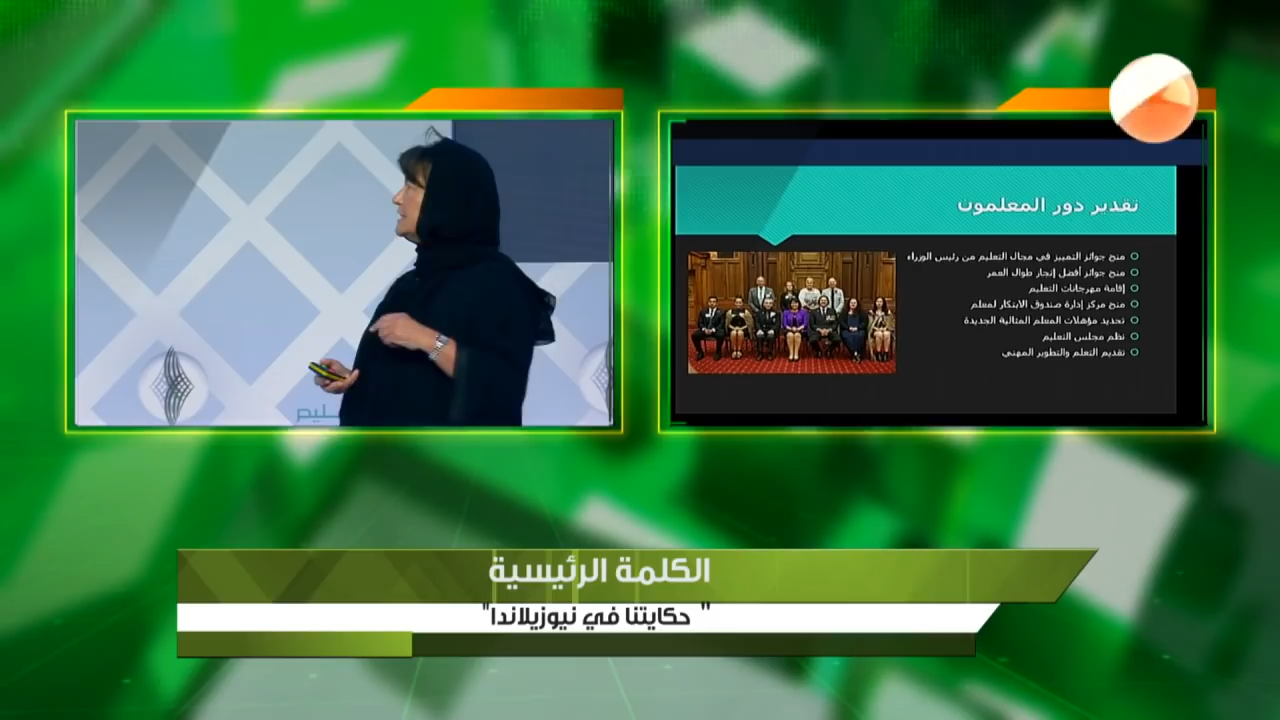 تقدير دور المعلمون
منح جوائز التمييز في مجال التعليم من رئيس الوزراء
منح جوائز أفضل إنجاز طوال العمر
إقامة مهرجانات التعليم
منح مركز إدارة صندوق الابتكار لمعلم
تحديد مؤهلات المعلم المثالية الجديدة
نظم مجلس التعليم
تقديم التعلم والتطوير المهني
الكلمة الرئيسية
" حكايتنا في نيوزيلاندا"